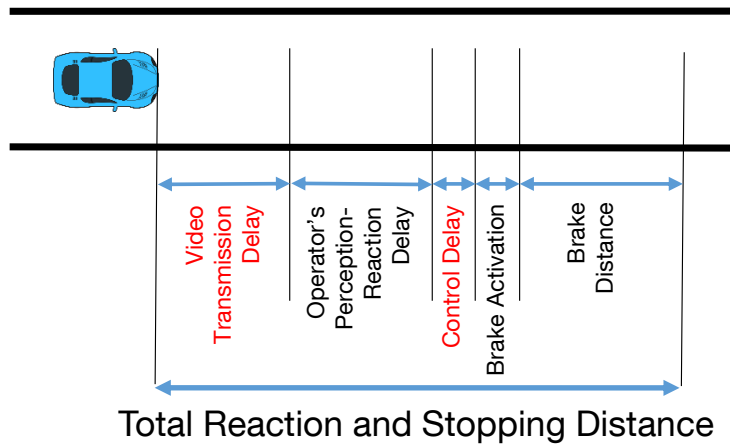 Video
Transmission
Delay
Operator's
Perception-
Reaction
Delay
Control Delay
Brake Activation
Brake
Distance
Total Reaction and Stopping Distance